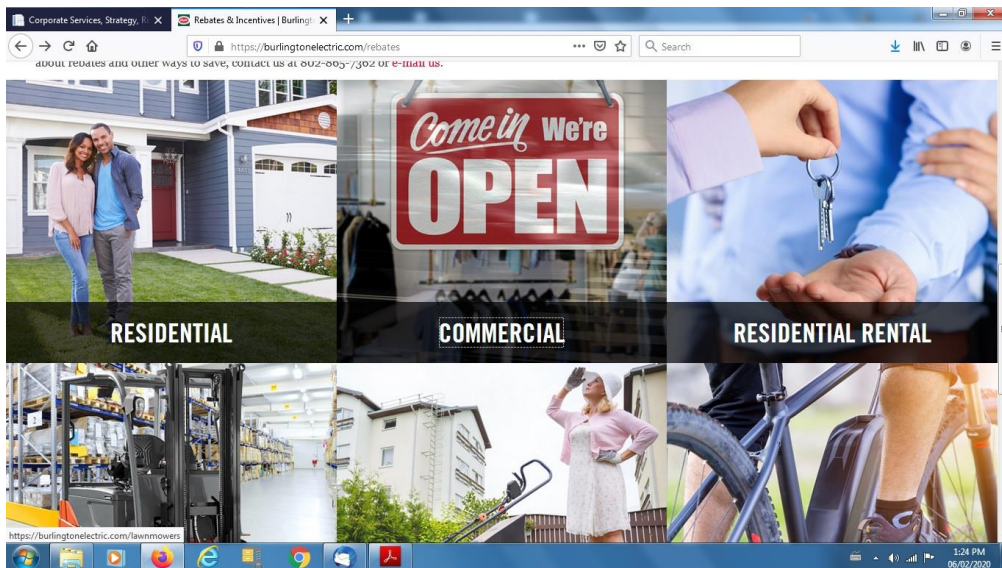 Corporate Services, Strategy, R
Rebates & Incentives | Burlingt
https://burlingtonelectric.com/rebates
Search
about rebates and other ways to save, contact us at 802-865-7362 or e-mail us.
Come in We're
OPEN
RESIDENTIAL
COMMERCIAL
RESIDENTIAL RENTAL
https://burlingtonelectric.com/lawnmowers
1:24 PM
06/02/2020